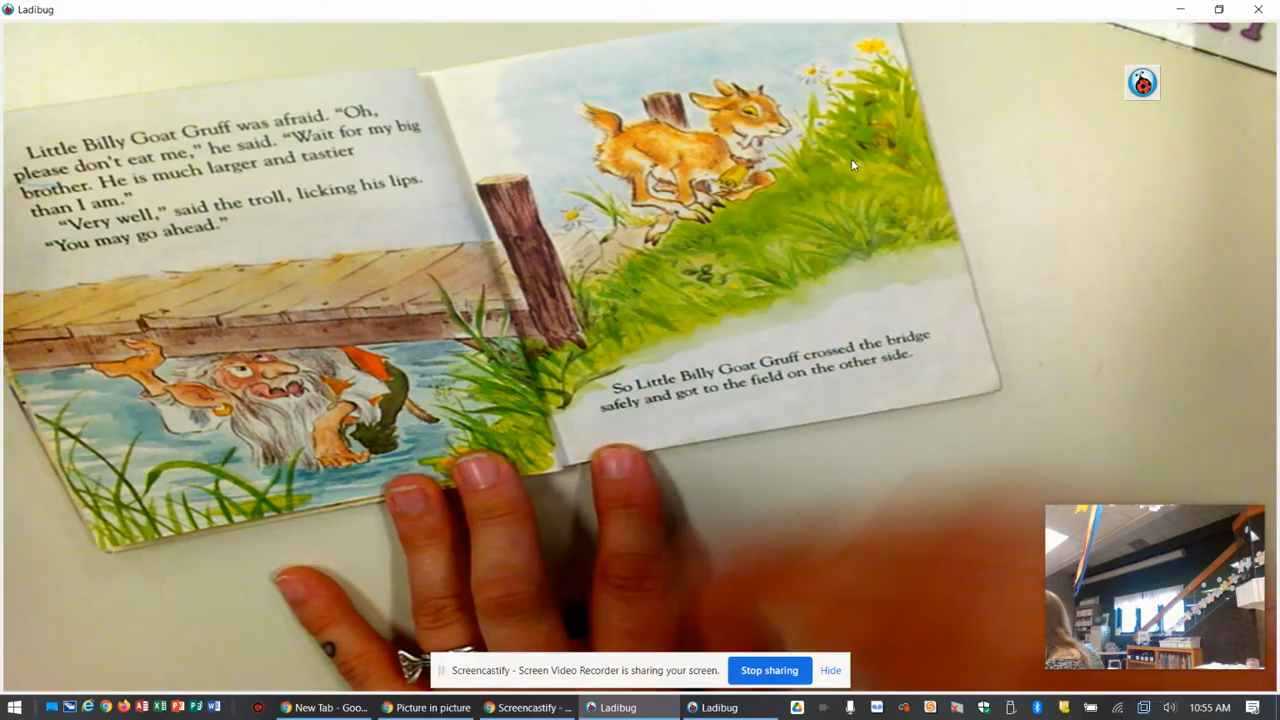 Ladibug
Little Billy Goat Gruff was afraid. “Oh,
please don't eat me,” he said. “Wait for my big
brother. He is much larger and tastier
than I am.”
“Very well,” said the troll, licking his lips.
“You may go ahead.”
So Little Billy Goat Gruff crossed the bridge
safely and got to the field on the other side.
Screencastify - Screen Video Recorder is sharing your screen.
Stop sharing
Hide
New Tab - Goo...
Picture in picture
Screencastify - ...
Ladibug
Ladibug
10:55 AM